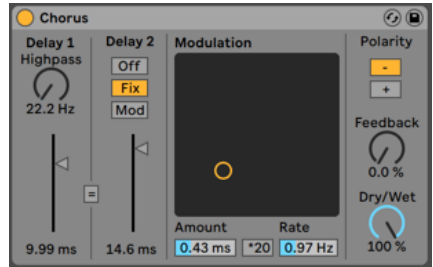 Chorus
Delay 1
Highpass
22.2 Hz
9.99 ms
Delay 2
Off
Fix
Mod
=
14.6 ms
Modulation
Amount
0.43 ms
*20
Rate
0.97 Hz
Polarity
-
+
Feedback
0.0 %
Dry/Wet
100 %